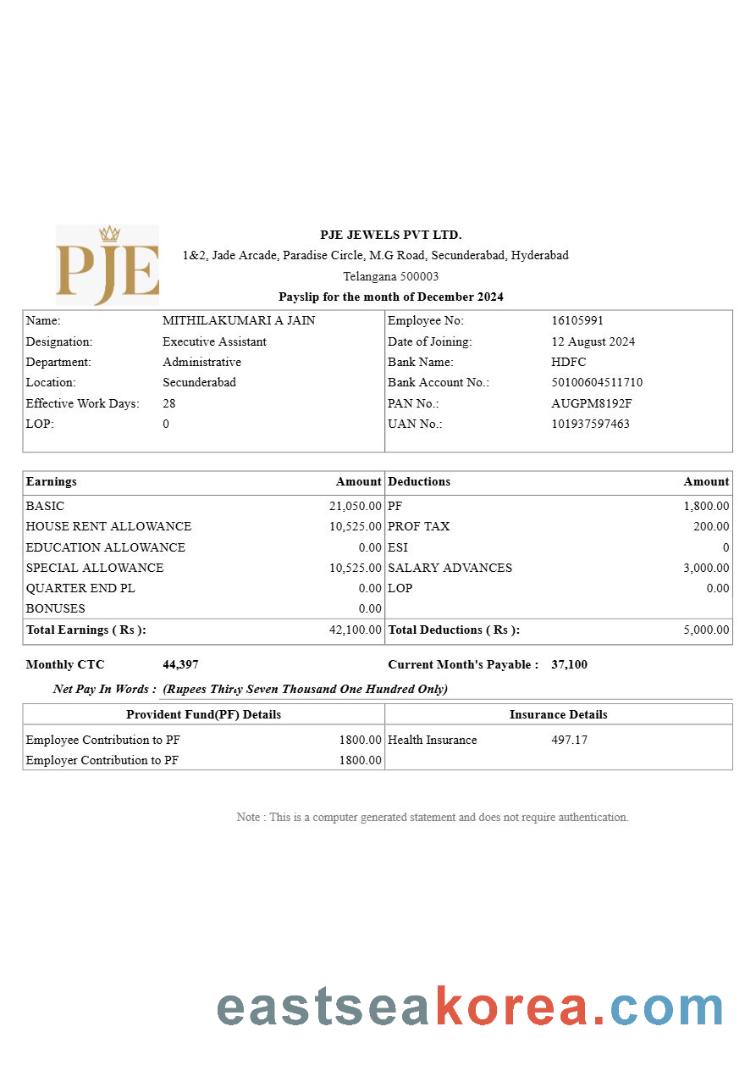 PJE
PJE JEWELS PVT LTD.
1&2, Jade Arcade, Paradise Circle, M.G Road, Secunderabad, Hyderabad
Telangana 500003
Payslip for the month of December 2024
Name: MITHILAKUMARI A JAIN Employee No: 16105991
Designation: Executive Assistant Date of Joining: 12 August 2024
Department: Administrative Bank Name: HDFC
Location: Secunderabad Bank Account No.: 50100604511710
Effective Work Days: 28 PAN No.: AUGPM8192F
LOP: 0 UAN No.: 101937597463
Earnings Amount Deductions Amount
BASIC 21,050.00 PF 1,800.00
HOUSE RENT ALLOWANCE 10,525.00 PROF TAX 200.00
EDUCATION ALLOWANCE 0.00 ESI 0
SPECIAL ALLOWANCE 10,525.00 SALARY ADVANCES 3,000.00
QUARTER END PL 0.00 LOP 0.00
BONUSES 0.00
Total Earnings ( Rs ): 42,100.00 Total Deductions ( Rs ): 5,000.00
Monthly CTC 44,397 Current Month's Payable : 37,100
Net Pay In Words : (Rupees Thirty Seven Thousand One Hundred Only)
Provident Fund(PF) Details Insurance Details
Employee Contribution to PF 1800.00 Health Insurance 497.17
Employer Contribution to PF 1800.00
Note : This is a computer generated statement and does not require authentication.
eastseakorea.com